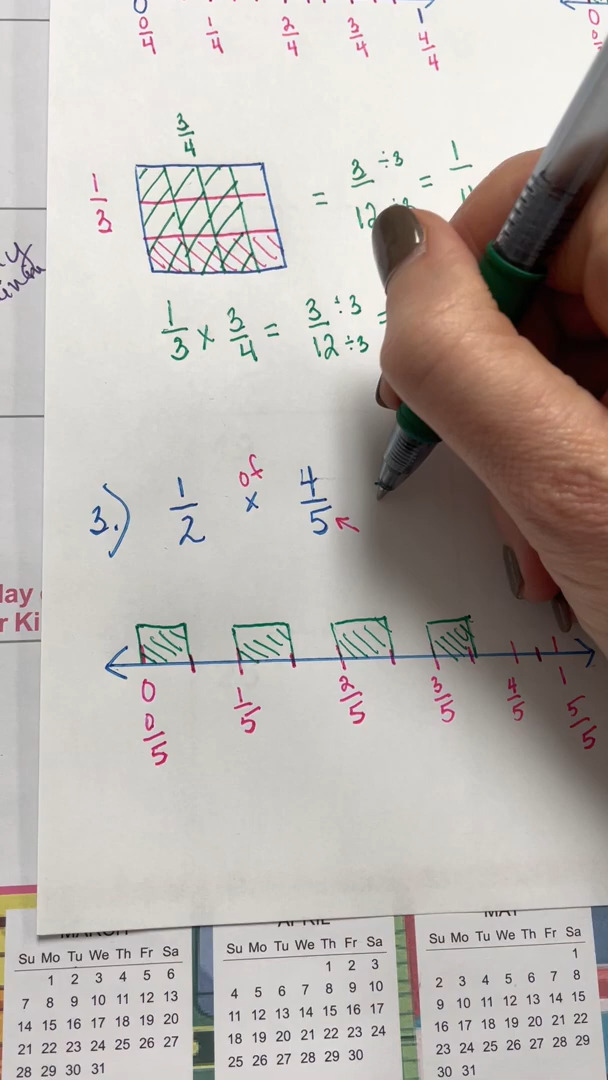 0 1
0/4 1/4 2/4 3/4 4/4
0
3/4
1/3
= 3/12 ÷3 = 1
1/3 x 3/4 = 3/12 ÷3 ÷3 =
of
3.) 1/2 x 4/5
0
0/5 1/5 2/5 3/5 4/5 1 5/5
MARCH
Su Mo Tu We Th Fr Sa
1 2 3 4 5 6
7 8 9 10 11 12 13
14 15 16 17 18 19 20
21 22 23 24 25 26 27
28 29 30 31
APRIL
Su Mo Tu We Th Fr Sa
1 2 3
4 5 6 7 8 9 10
11 12 13 14 15 16 17
18 19 20 21 22 23 24
25 26 27 28 29 30
MAY
Su Mo Tu We Th Fr Sa
1
2 3 4 5 6 7 8
9 10 11 12 13 14 15
16 17 18 19 20 21 22
23 24 25 26 27 28 29
30 31